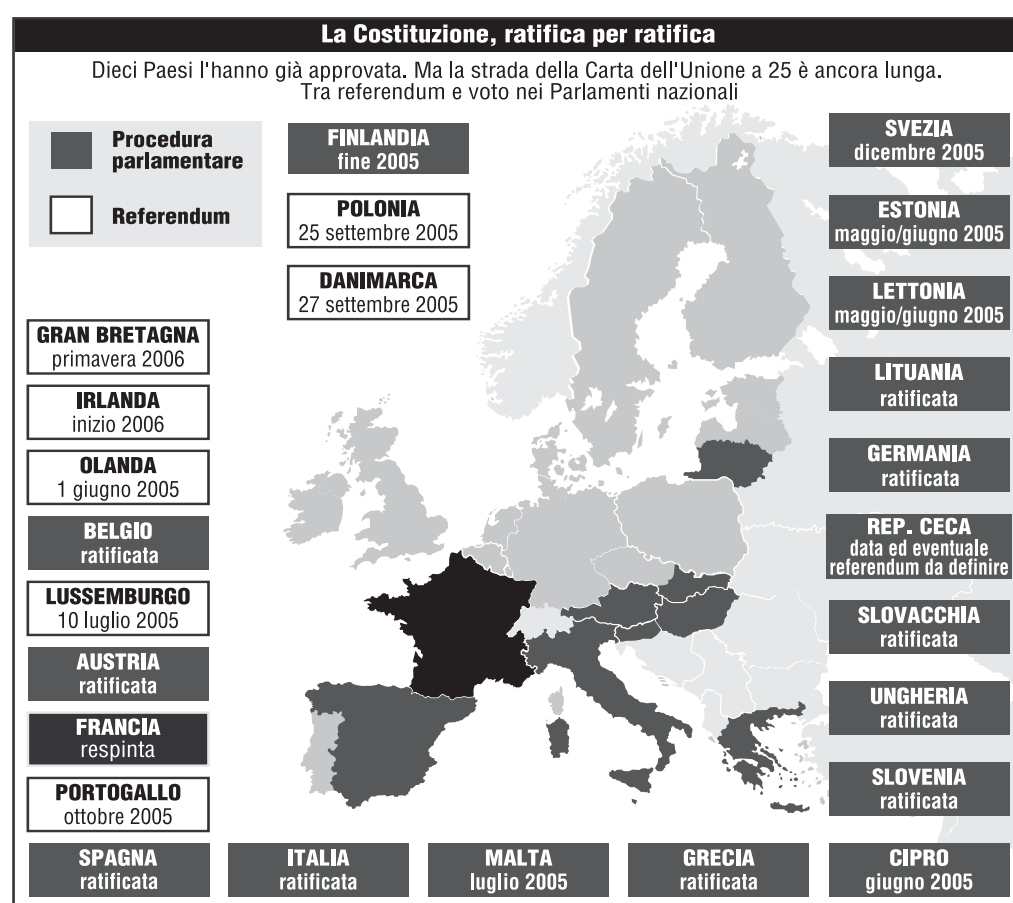 La Costituzione, ratifica per ratifica
Dieci Paesi l'hanno già approvata. Ma la strada della Carta dell'Unione a 25 è ancora lunga.
Tra referendum e voto nei Parlamenti nazionali
Procedura
parlamentare
Referendum
FINLANDIA
fine 2005
POLONIA
25 settembre 2005
DANIMARCA
27 settembre 2005
GRAN BRETAGNA
primavera 2006
IRLANDA
inizio 2006
OLANDA
1 giugno 2005
BELGIO
ratificata
LUSSEMBURGO
10 luglio 2005
AUSTRIA
ratificata
FRANCIA
respinta
PORTOGALLO
ottobre 2005
SPAGNA
ratificata
ITALIA
ratificata
MALTA
luglio 2005
GRECIA
ratificata
SVEZIA
dicembre 2005
ESTONIA
maggio/giugno 2005
LETTONIA
maggio/giugno 2005
LITUANIA
ratificata
GERMANIA
ratificata
REP. CECA
data ed eventuale
referendum da definire
SLOVACCHIA
ratificata
UNGHERIA
ratificata
SLOVENIA
ratificata
CIPRO
giugno 2005